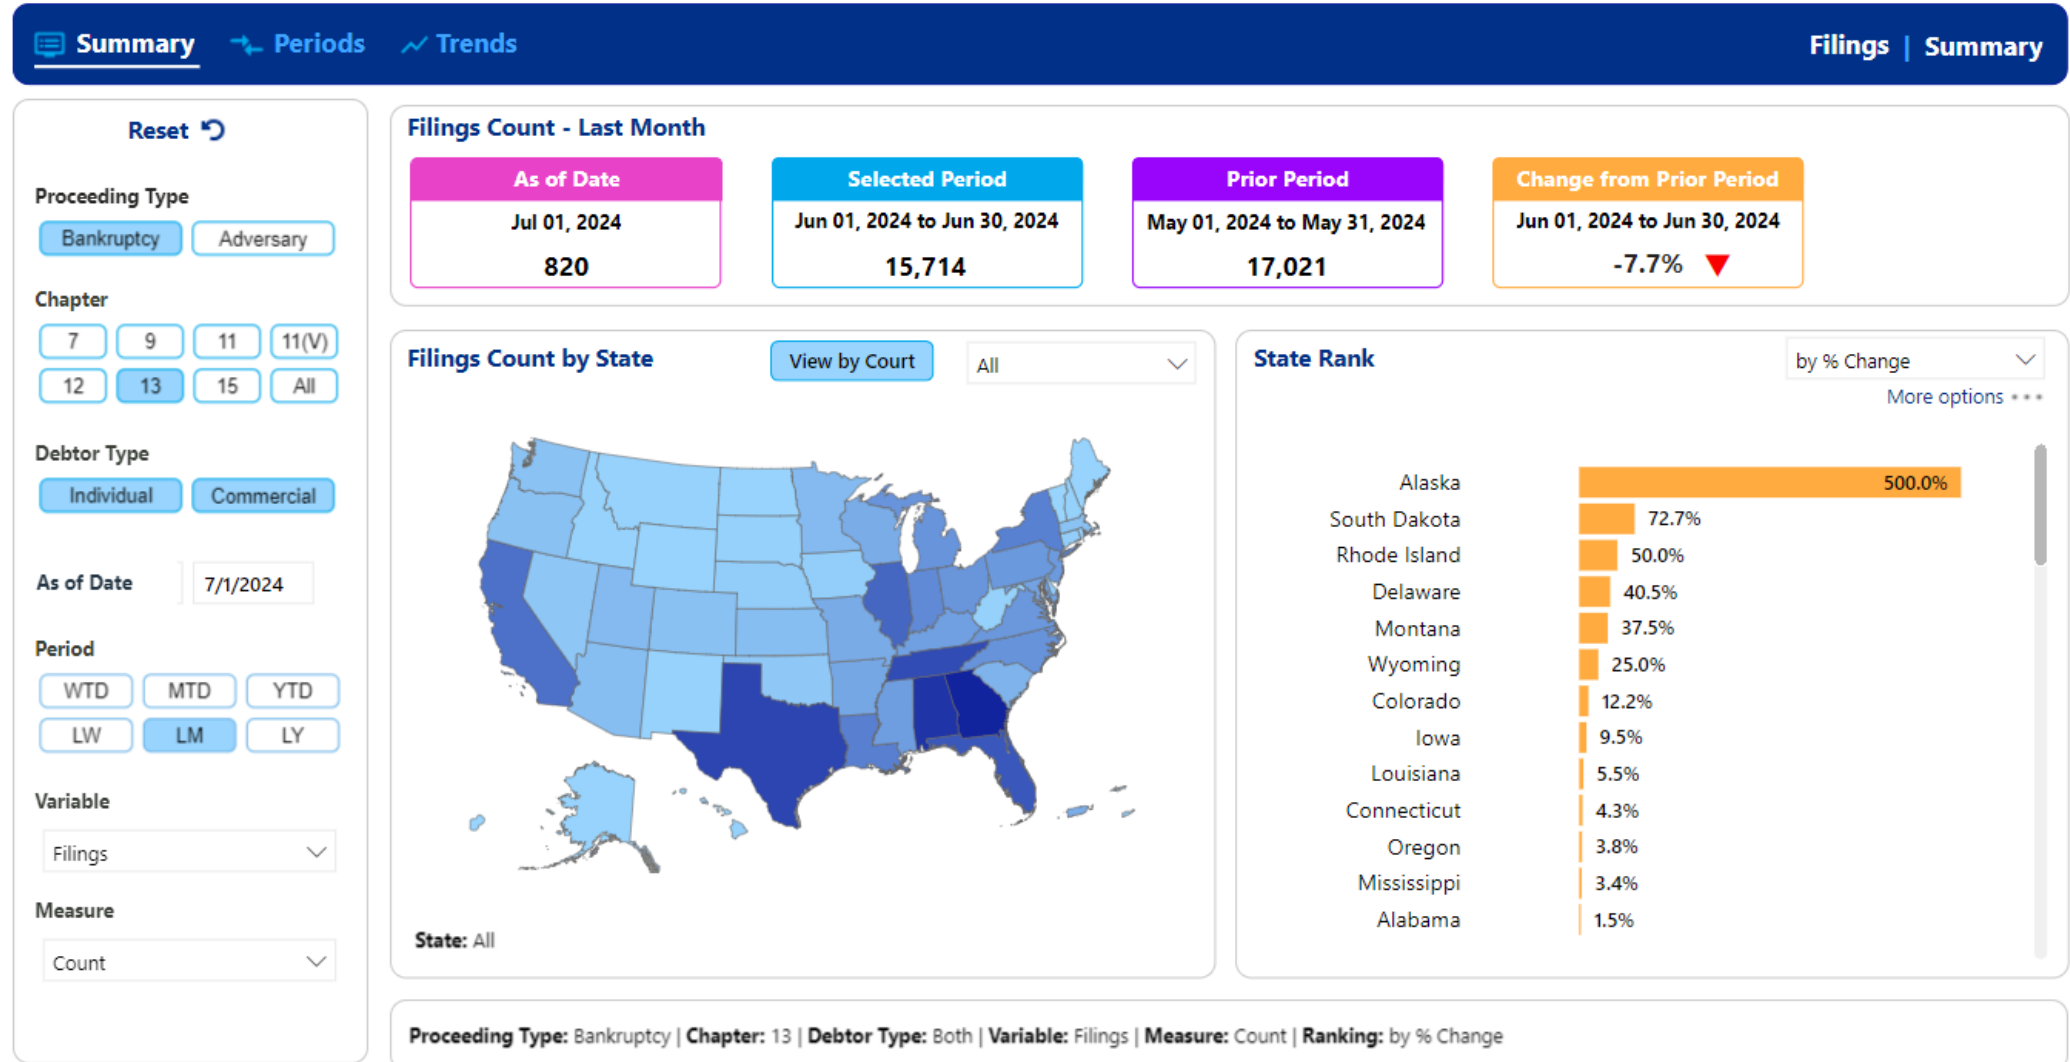 Summary Periods Trends Filings | Summary
Reset
Proceeding Type
Bankruptcy Adversary
Chapter
7 9 11 11(V)
12 13 15 All
Debtor Type
Individual Commercial
As of Date 7/1/2024
Period
WTD MTD YTD
LW LM LY
Variable
Filings
Measure
Count
Filings Count - Last Month
As of Date
Jul 01, 2024
820
Selected Period
Jun 01, 2024 to Jun 30, 2024
15,714
Prior Period
May 01, 2024 to May 31, 2024
17,021
Change from Prior Period
Jun 01, 2024 to Jun 30, 2024
-7.7%
Filings Count by State View by Court All
State: All
State Rank by % Change
More options
Alaska 500.0%
South Dakota 72.7%
Rhode Island 50.0%
Delaware 40.5%
Montana 37.5%
Wyoming 25.0%
Colorado 12.2%
Iowa 9.5%
Louisiana 5.5%
Connecticut 4.3%
Oregon 3.8%
Mississippi 3.4%
Alabama 1.5%
Proceeding Type: Bankruptcy | Chapter: 13 | Debtor Type: Both | Variable: Filings | Measure: Count | Ranking: by % Change